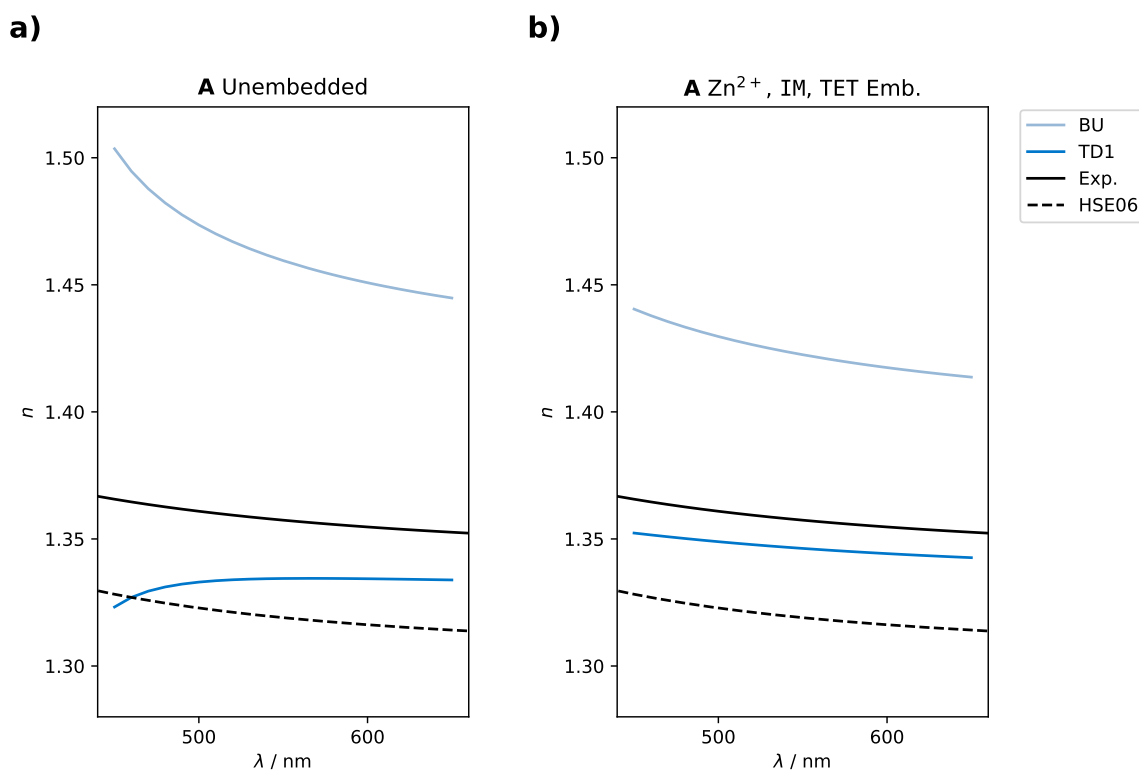 a)
b)
A Unembedded
A Zn²⁺, IM, TET Emb.
BU
TD1
Exp.
HSE06
1.50
1.45
1.40
1.35
1.30
n
500
600
λ / nm
1.50
1.45
1.40
1.35
1.30
n
500
600
λ / nm